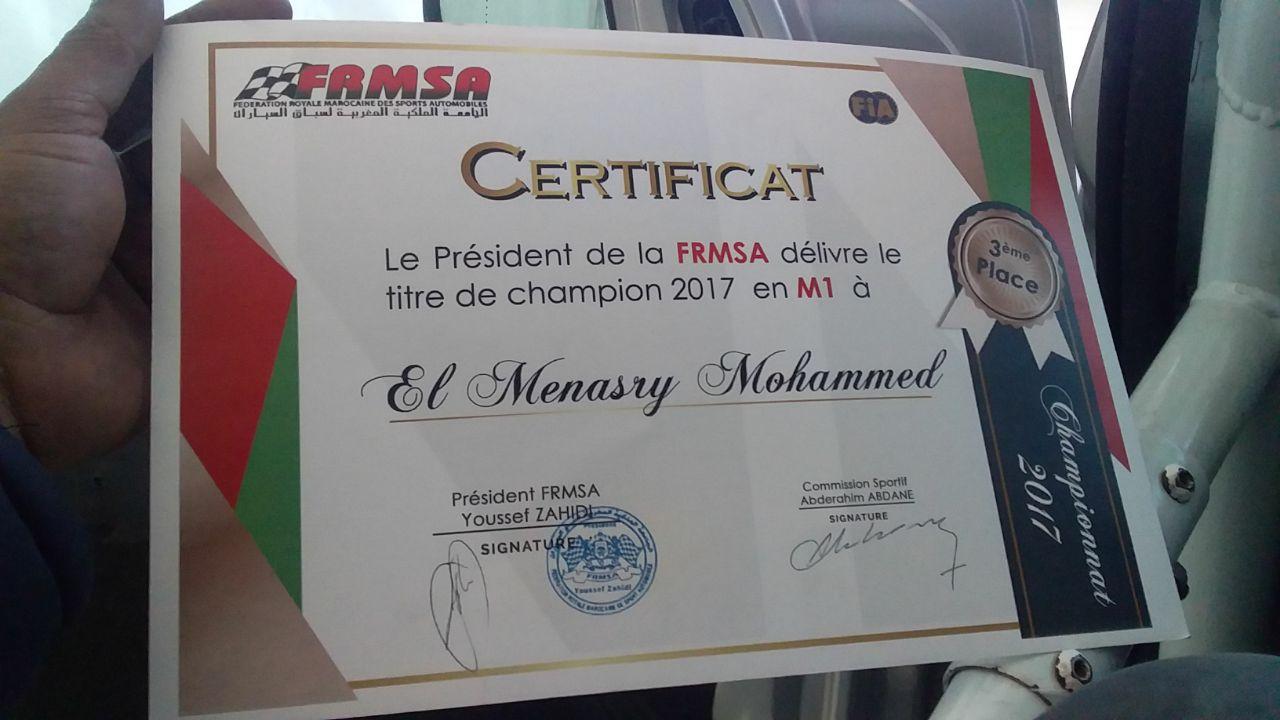 FRMSA
FEDERATION ROYALE MAROCAINE DES SPORTS AUTOMOBILES
الجامعة الملكية المغربية لسباق السيارات
FIA
CERTIFICAT
Le Président de la FRMSA délivre le
titre de champion 2017 en M1 à
3ème
Place
El Menasry Mohammed
Championnat
2017
Président FRMSA
Youssef ZAHIDI
SIGNATURE
Commission Sportif
Abderahim ABDANE
SIGNATURE
FRMSA
Youssef Zahidi